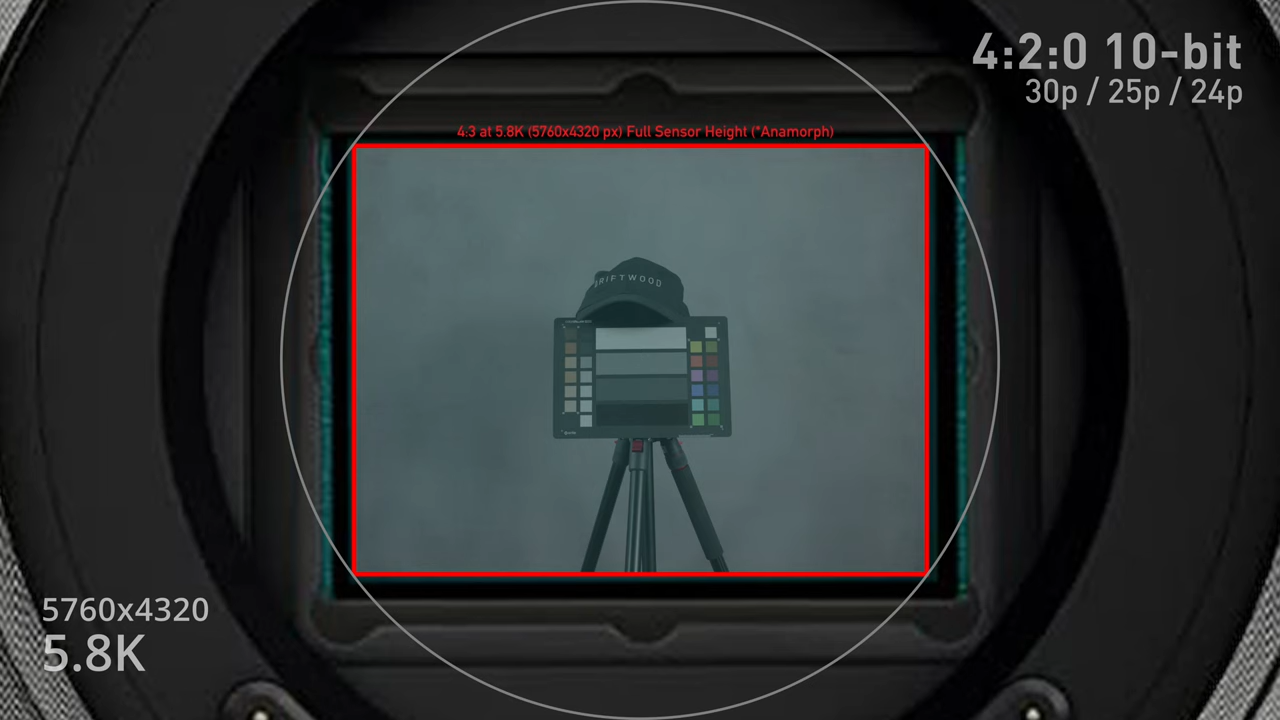 4:2:0 10-bit
30p / 25p / 24p
4:3 at 5.8K (5760x4320 px) Full Sensor Height (*Anamorph)
DRIFTWOOD
5760x4320
5.8K